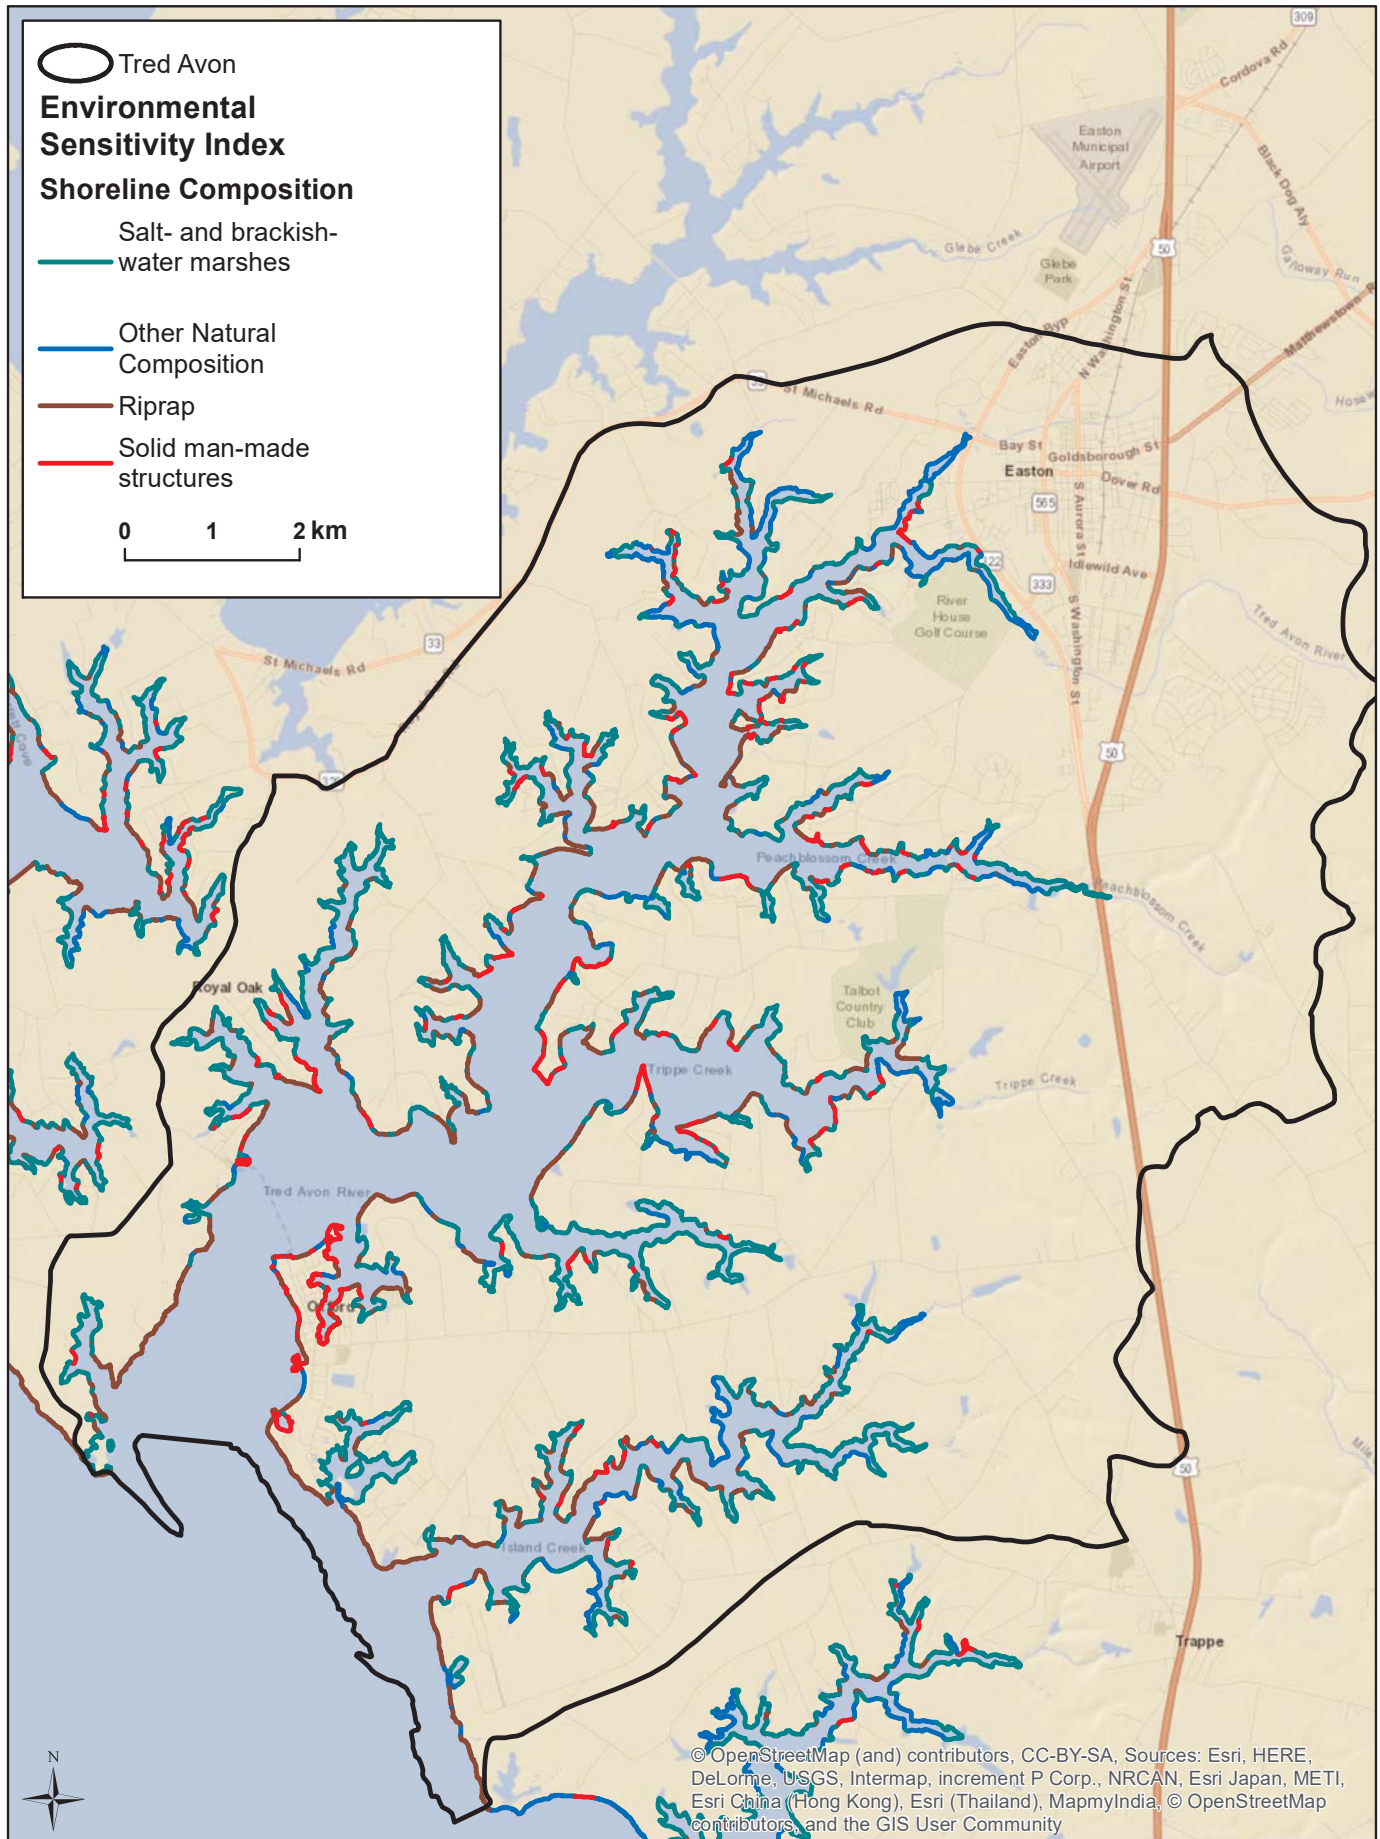 Tred Avon
Environmental
Sensitivity Index
Shoreline Composition
Salt- and brackish-
water marshes
Other Natural
Composition
Riprap
Solid man-made
structures
0 1 2 km
309
Cordova Rd
Easton
Municipal
Airport
Black Dog Aly
Glebe Creek
50
Galloway Run
Glebe
Park
Easton Byp
N Washington St
Matthewstown R
St Michaels Rd
Bay St
Goldsborough St
Easton
Dover Rd
565
S Aurora St
322
Idlewild Ave
333
River
House
Golf Course
S Washington St
Tred Avon River
33
St Michaels Rd
50
Peachblossom Creek
Peachblossom Creek
Royal Oak
Talbot
Country
Club
Trippe Creek
Trippe Creek
Tred Avon River
Oxford
50
Island Creek
Trappe
N
© OpenStreetMap (and) contributors, CC-BY-SA, Sources: Esri, HERE,
DeLorme, USGS, Intermap, increment P Corp., NRCAN, Esri Japan, METI,
Esri China (Hong Kong), Esri (Thailand), MapmyIndia, © OpenStreetMap
contributors, and the GIS User Community